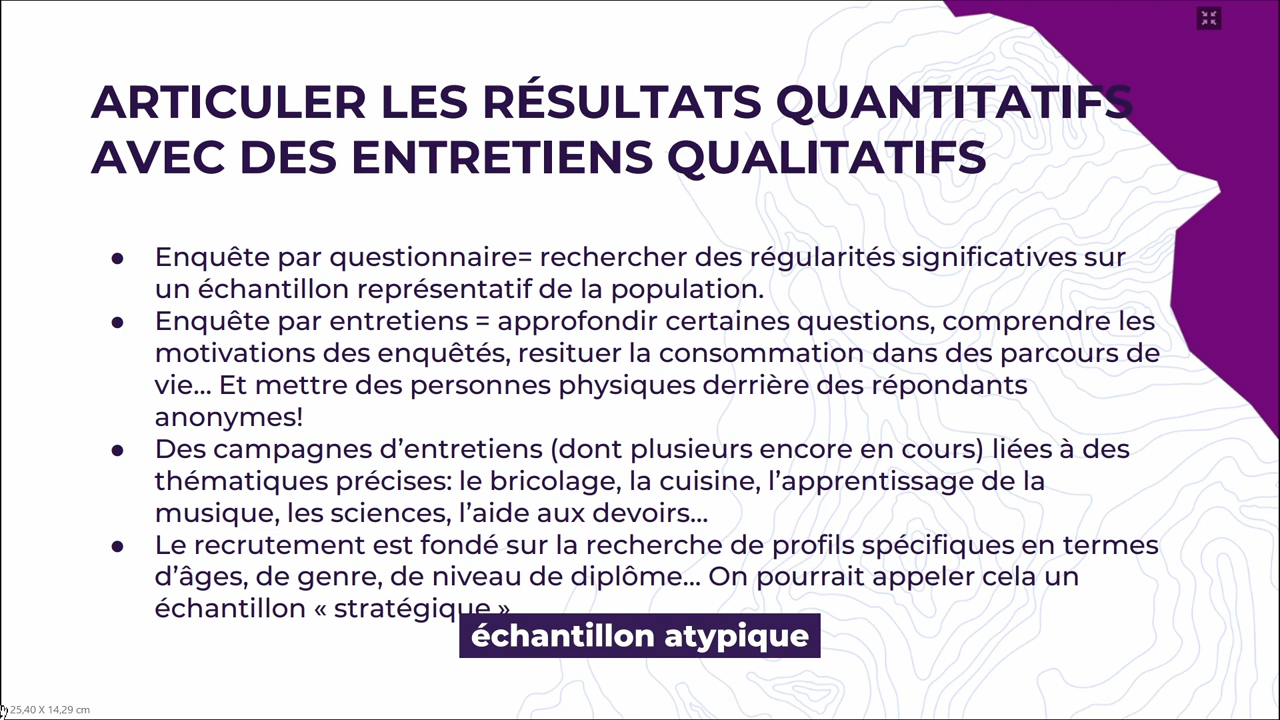 ARTICULER LES RÉSULTATS QUANTITATIFS
AVEC DES ENTRETIENS QUALITATIFS
● Enquête par questionnaire= rechercher des régularités significatives sur
un échantillon représentatif de la population.
● Enquête par entretiens = approfondir certaines questions, comprendre les
motivations des enquêtés, resituer la consommation dans des parcours de
vie... Et mettre des personnes physiques derrière des répondants
anonymes!
● Des campagnes d’entretiens (dont plusieurs encore en cours) liées à des
thématiques précises: le bricolage, la cuisine, l’apprentissage de la
musique, les sciences, l’aide aux devoirs...
● Le recrutement est fondé sur la recherche de profils spécifiques en termes
d’âges, de genre, de niveau de diplôme... On pourrait appeler cela un
échantillon « stratégique »
échantillon atypique
25,40 X 14,29 cm